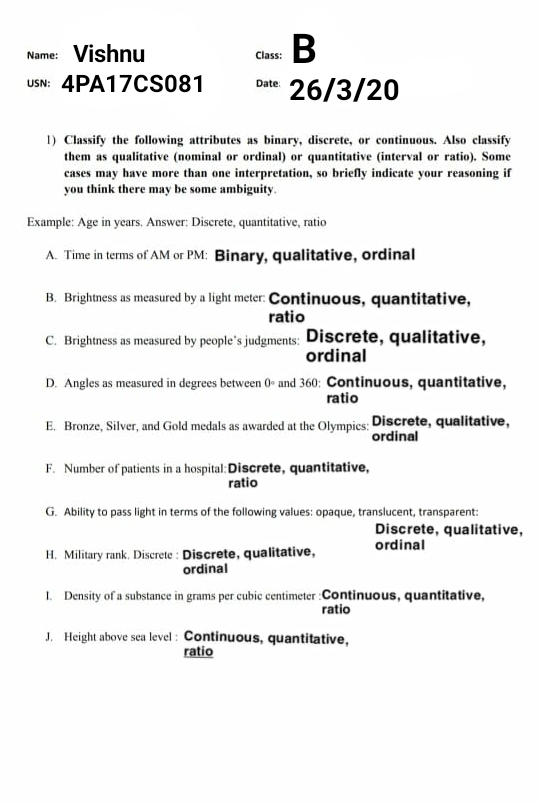 Name: Vishnu Class: B
USN: 4PA17CS081 Date: 26/3/20
1) Classify the following attributes as binary, discrete, or continuous. Also classify
them as qualitative (nominal or ordinal) or quantitative (interval or ratio). Some
cases may have more than one interpretation, so briefly indicate your reasoning if
you think there may be some ambiguity.
Example: Age in years. Answer: Discrete, quantitative, ratio
A. Time in terms of AM or PM: Binary, qualitative, ordinal
B. Brightness as measured by a light meter: Continuous, quantitative,
ratio
C. Brightness as measured by people's judgments: Discrete, qualitative,
ordinal
D. Angles as measured in degrees between 0◦ and 360: Continuous, quantitative,
ratio
E. Bronze, Silver, and Gold medals as awarded at the Olympics: Discrete, qualitative,
ordinal
F. Number of patients in a hospital: Discrete, quantitative,
ratio
G. Ability to pass light in terms of the following values: opaque, translucent, transparent:
Discrete, qualitative,
ordinal
H. Military rank. Discrete : Discrete, qualitative,
ordinal
I. Density of a substance in grams per cubic centimeter : Continuous, quantitative,
ratio
J. Height above sea level : Continuous, quantitative,
ratio